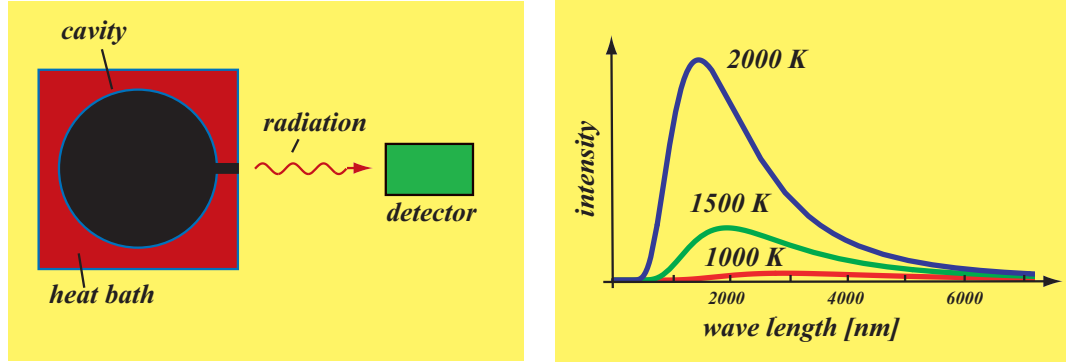 cavity
radiation
detector
heat bath
2000 K
1500 K
1000 K
intensity
2000
4000
6000
wave length [nm]